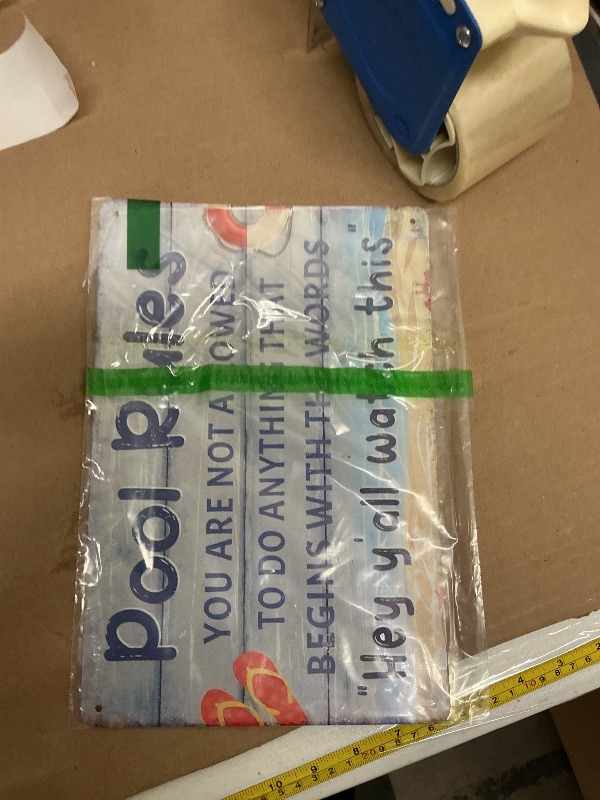 pool Rules
YOU ARE NOT ALLOWED
TO DO ANYTHING THAT
BEGINS WITH THE WORDS
"Hey y'all watch this"